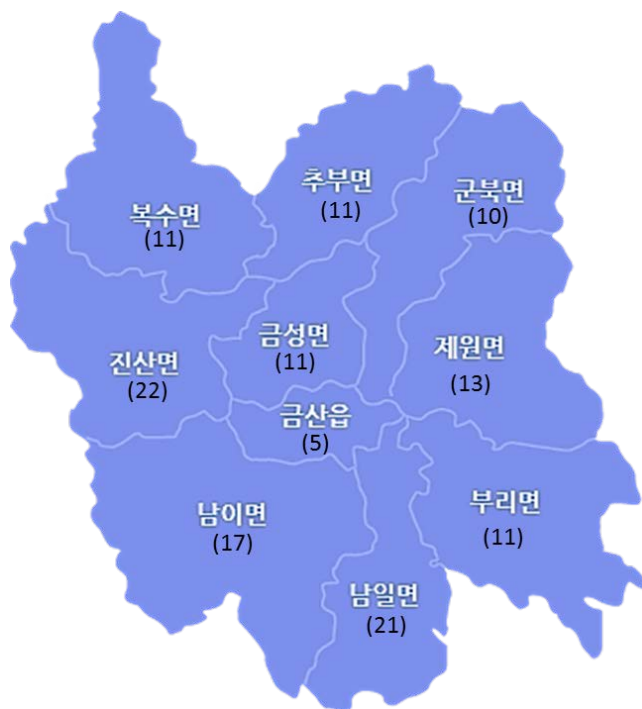 추부면
(11)
군북면
(10)
복수면
(11)
금성면
(11)
제원면
(13)
진산면
(22)
금산읍
(5)
남이면
(17)
부리면
(11)
남일면
(21)